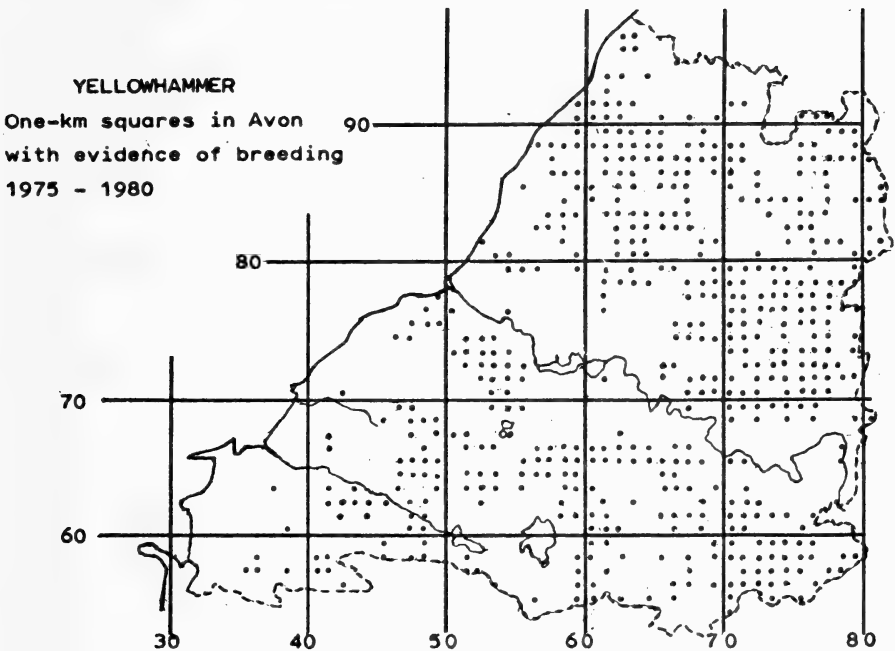 YELLOWHAMMER
One-km squares in Avon
with evidence of breeding
1975 - 1980
90
80
70
60
30 40 50 60 70 80